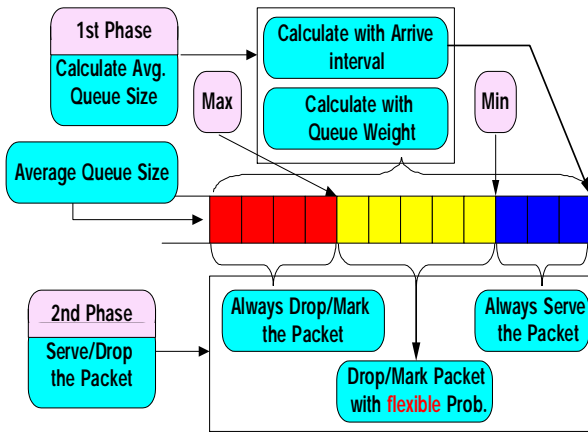 1st Phase
Calculate Avg.
Queue Size
Calculate with Arrive
interval
Calculate with
Queue Weight
Max
Min
Average Queue Size
2nd Phase
Serve/Drop
the Packet
Always Drop/Mark
the Packet
Always Serve
the Packet
Drop/Mark Packet
with flexible Prob.